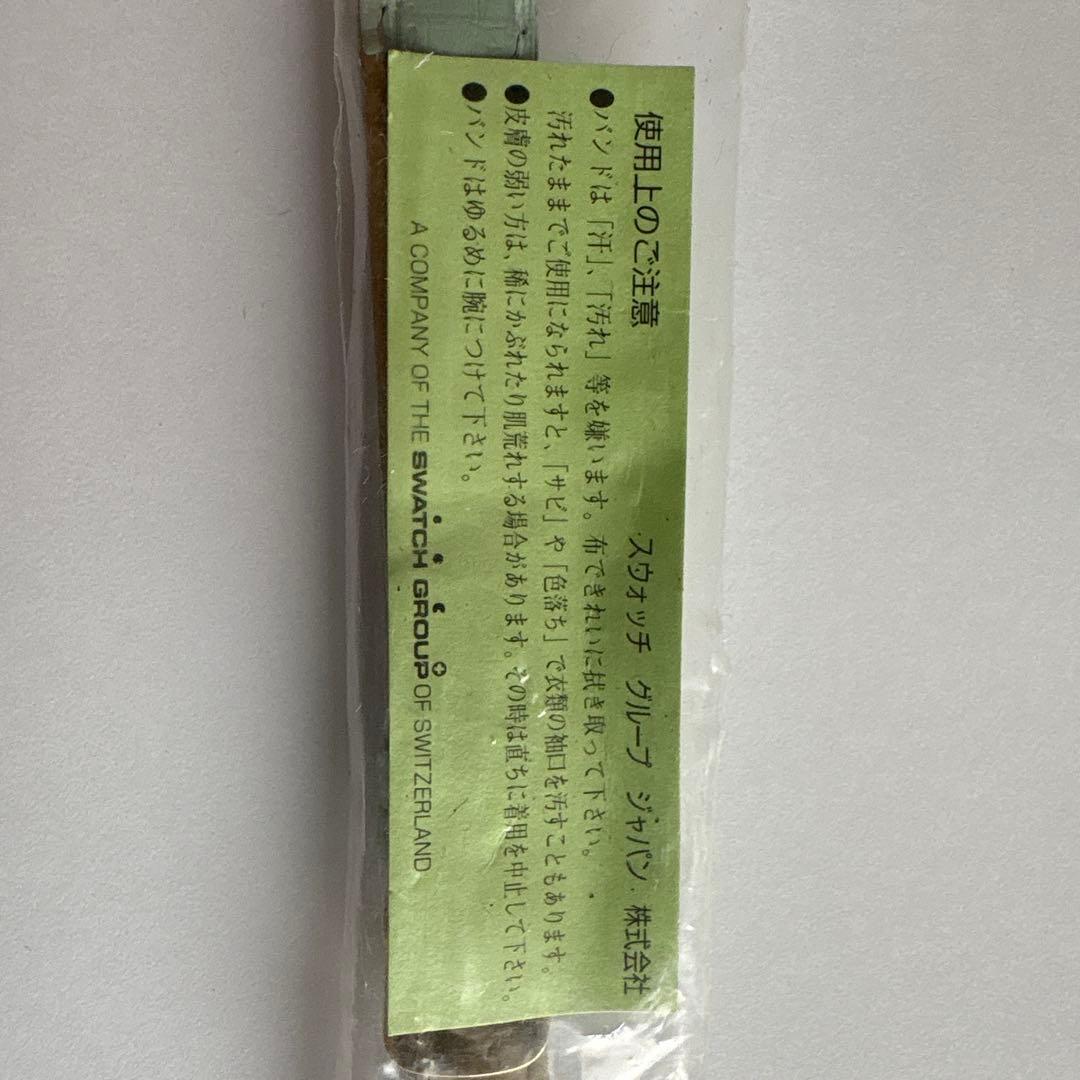 使用上のご注意 スウォッチ グループ ジャパン 株式会社
●バンドは「汗」、「汚れ」等を嫌います。布できれいに拭き取って下さい。
汚れたままでご使用になられますと、「サビ」や「色落ち」で衣類の袖口を汚すこともあります。
●皮膚の弱い方は、稀にかぶれたり肌荒れする場合があります。その時は直ちに着用を中止して下さい。
●バンドはゆるめに腕につけて下さい。
A COMPANY OF THE SWATCH GROUP OF SWITZERLAND